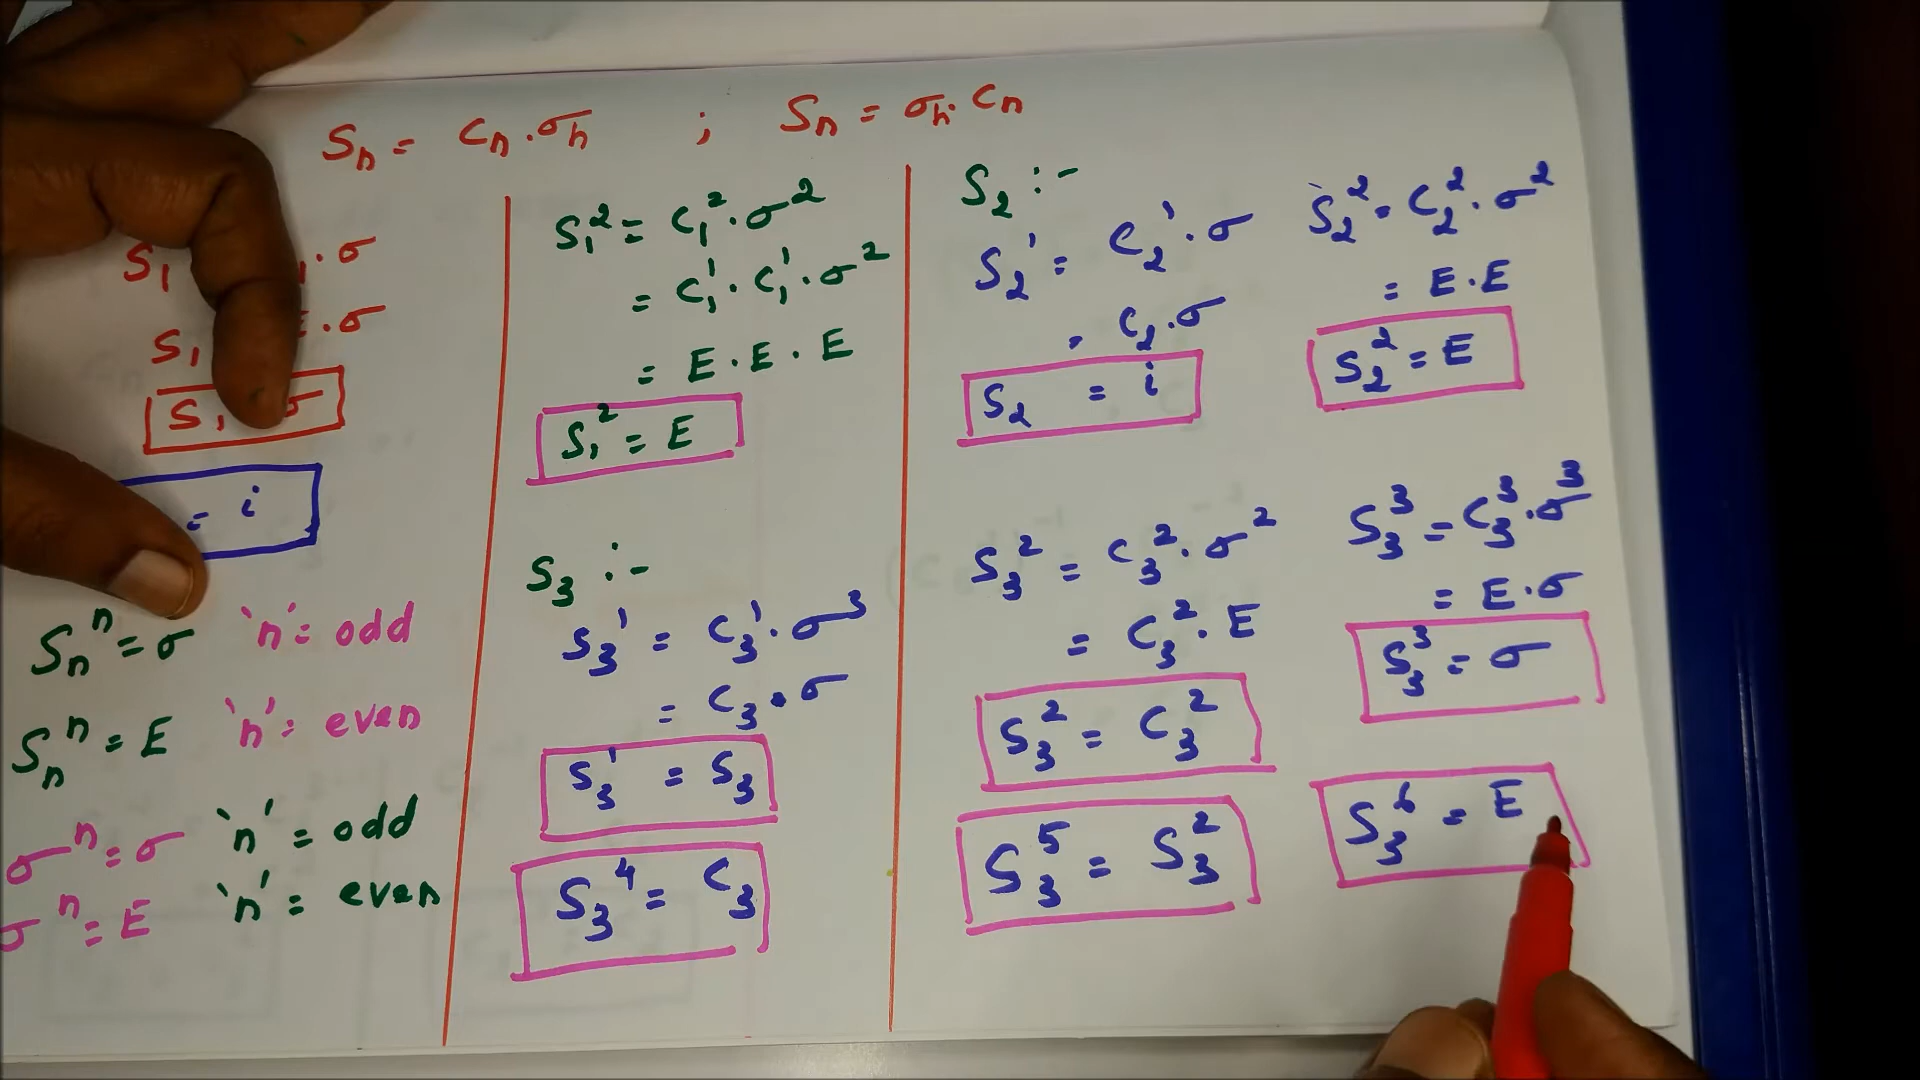 Sₙ = Cₙ.σₕ ; Sₙ = σₕ.Cₙ
S₁ .σ
S₁ E.σ
S₁ σ
= i
Sₙⁿ = σ 'n' = odd
Sₙⁿ = E 'n' = even
σⁿ = σ 'n' = odd
σⁿ = E 'n' = even
S₁² = C₁².σ²
= C₁¹.C₁¹.σ²
= E.E.E
S₁² = E
S₃ :-
S₃¹ = C₃¹.σ³
= C₃.σ
S₃¹ = S₃
S₃⁴ = C₃
S₂ :-
S₂¹ = C₂¹.σ
= C₂.σ
S₂ = i
S₂² = C₂².σ²
= E.E
S₂² = E
S₃² = C₃².σ²
= C₃².E
S₃² = C₃²
S₃⁵ = S₃²
S₃³ = C₃³.σ³
= E.σ
S₃³ = σ
S₃⁶ = E